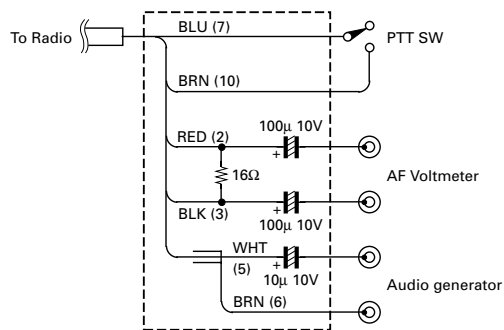 BLU (7)
To Radio
PTT SW
BRN (10)
100µ 10V
RED (2)
+
16Ω
AF Voltmeter
BLK (3)
+
100µ 10V
WHT
(5)
+
10µ 10V
Audio generator
BRN (6)